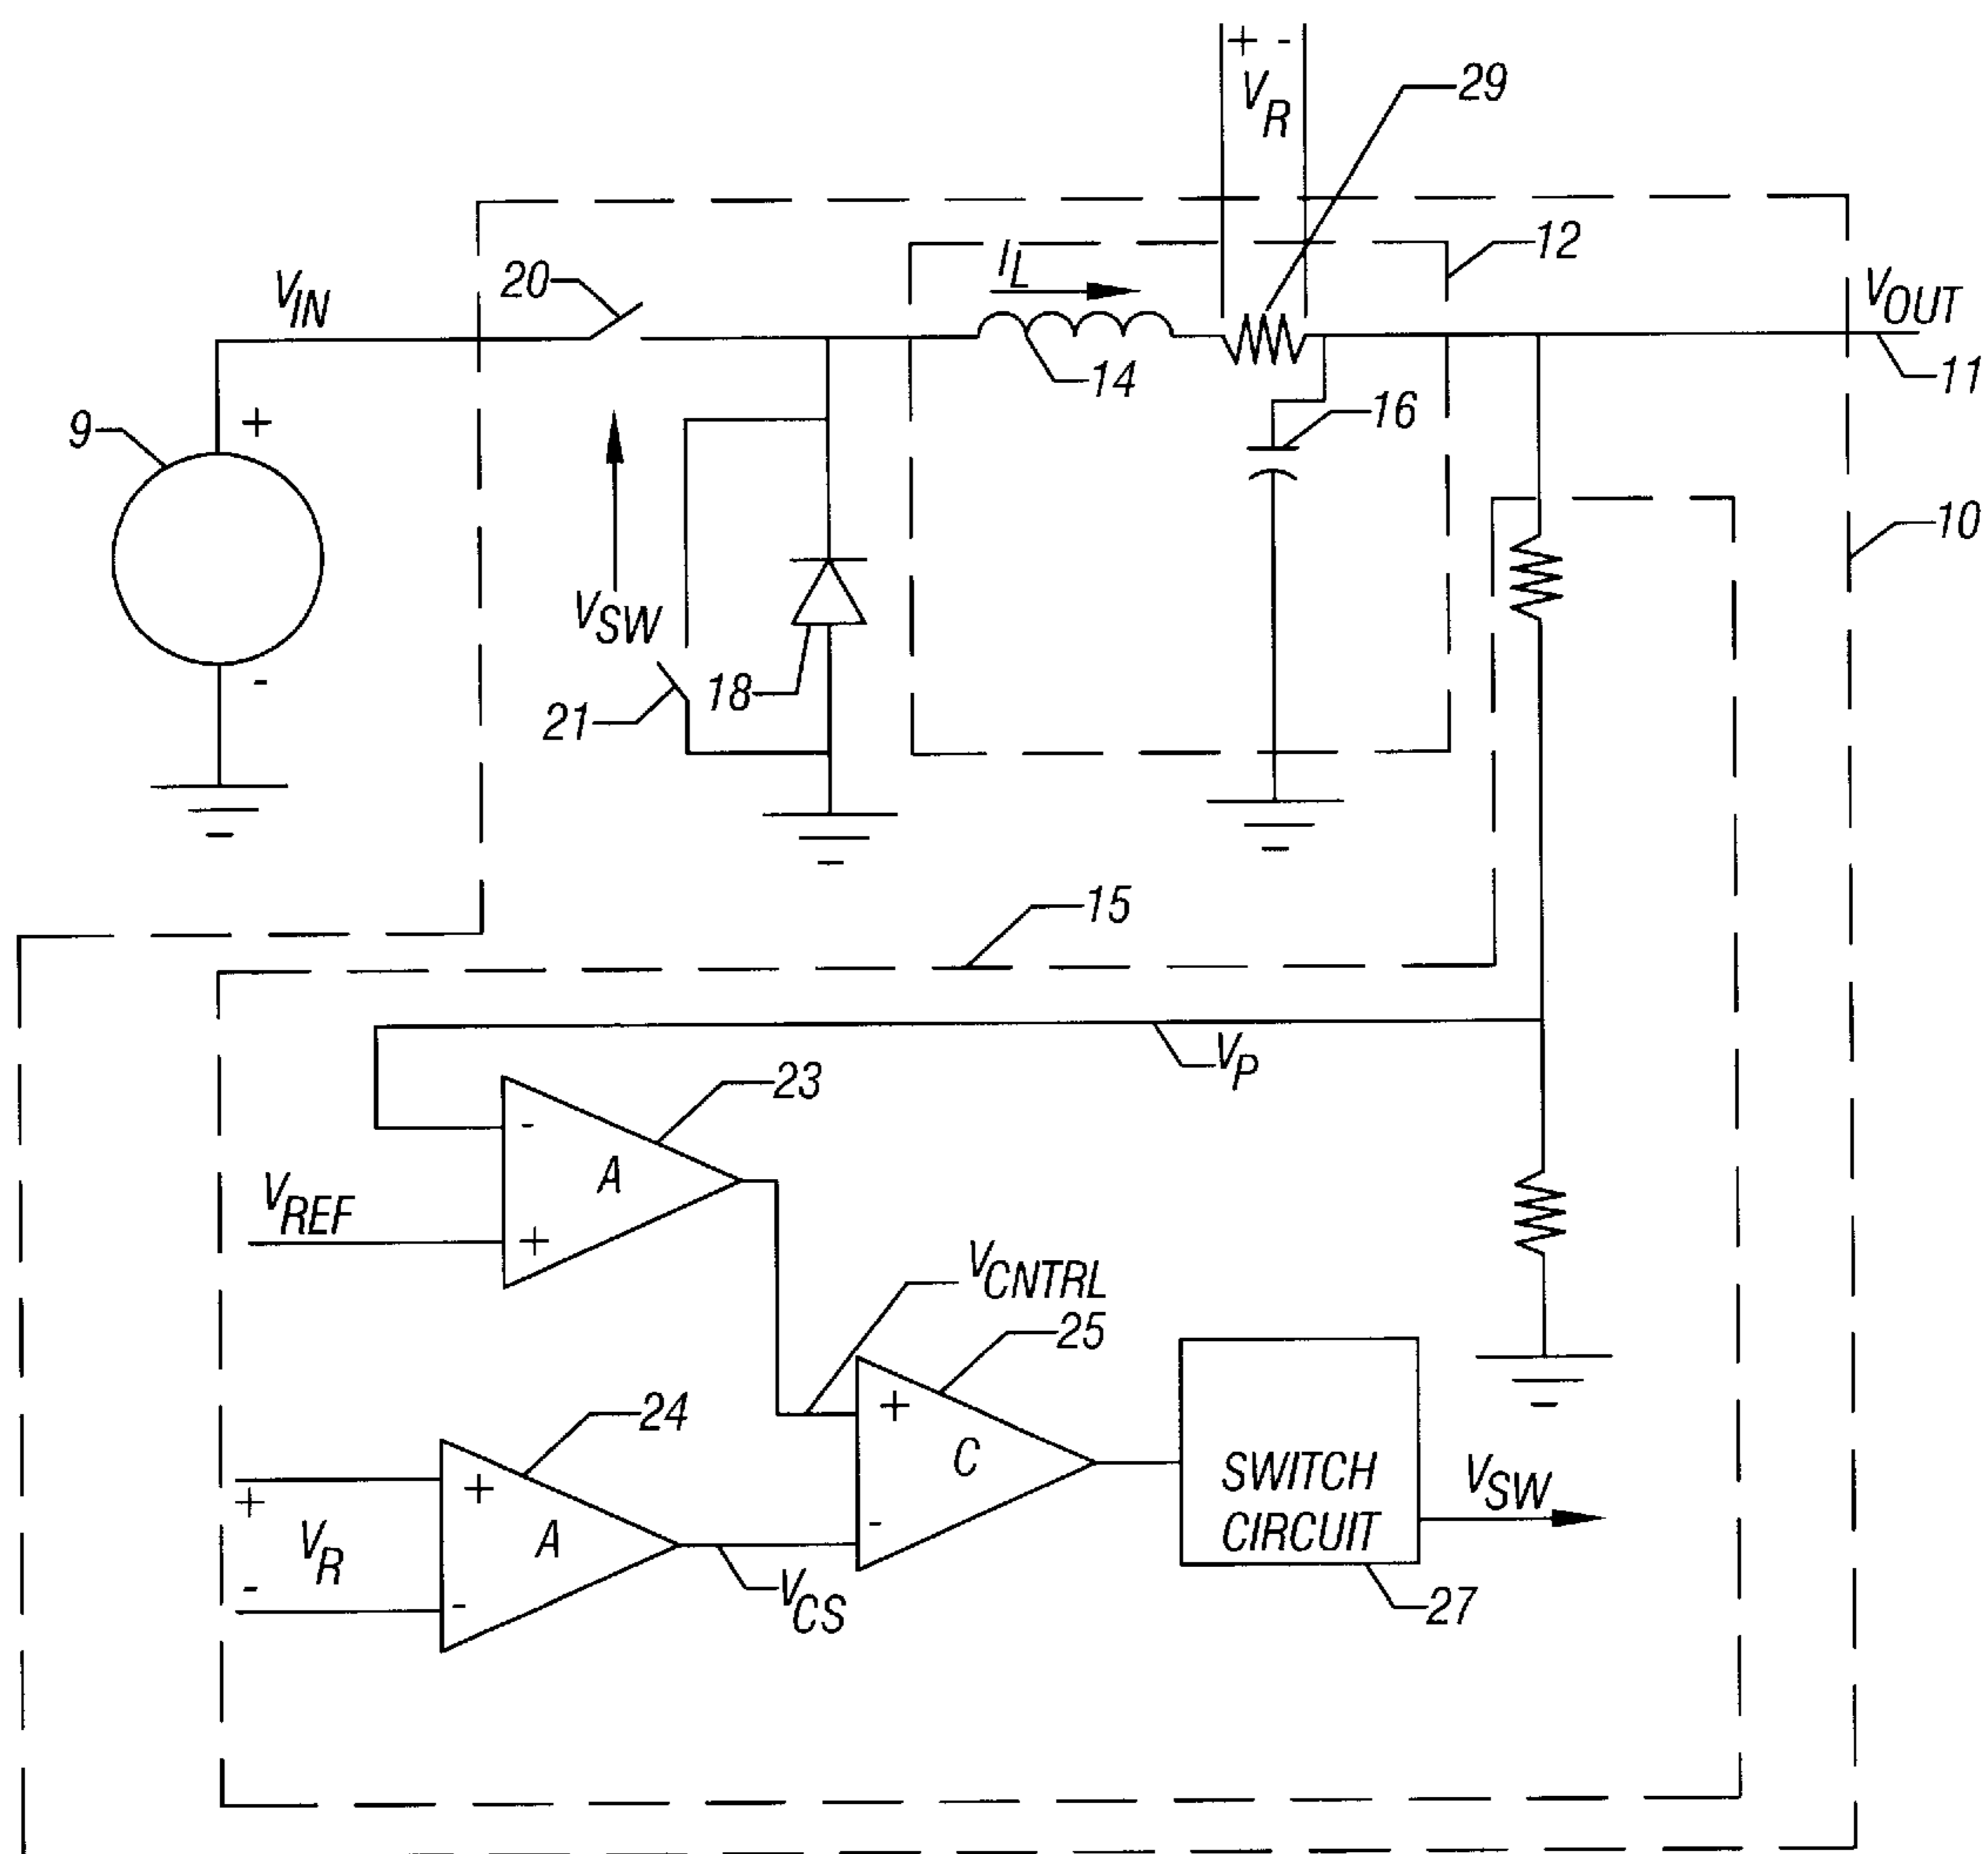 + -
V_R
29
12
I_L
V_IN
20
V_OUT
14
11
9
+
16
10
V_SW
-
18
21
15
V_P
23
-
A
V_REF
+
V_CNTRL
25
24
+
+
C
SWITCH
CIRCUIT
V_SW
+
A
-
V_R
-
-
V_CS
27